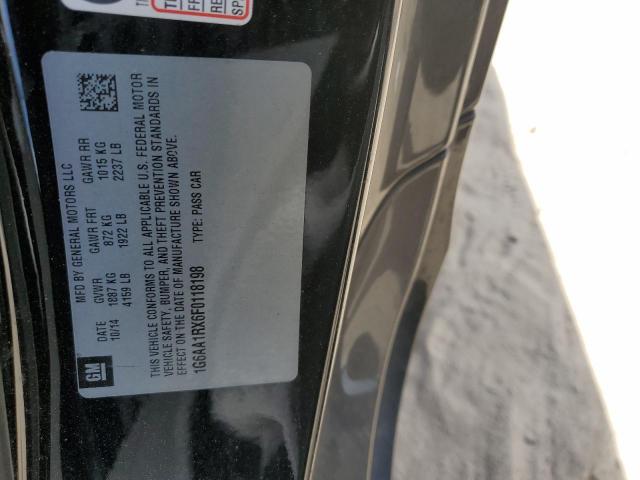 GM
MFD BY GENERAL MOTORS LLC
DATE GVWR GAWR FRT GAWR RR
10/14 1887 KG 872 KG 1015 KG
4159 LB 1922 LB 2237 LB
THIS VEHICLE CONFORMS TO ALL APPLICABLE U.S. FEDERAL MOTOR
VEHICLE SAFETY, BUMPER, AND THEFT PREVENTION STANDARDS IN
EFFECT ON THE DATE OF MANUFACTURE SHOWN ABOVE.
1G6AA1RX6F0118198 TYPE: PASS CAR